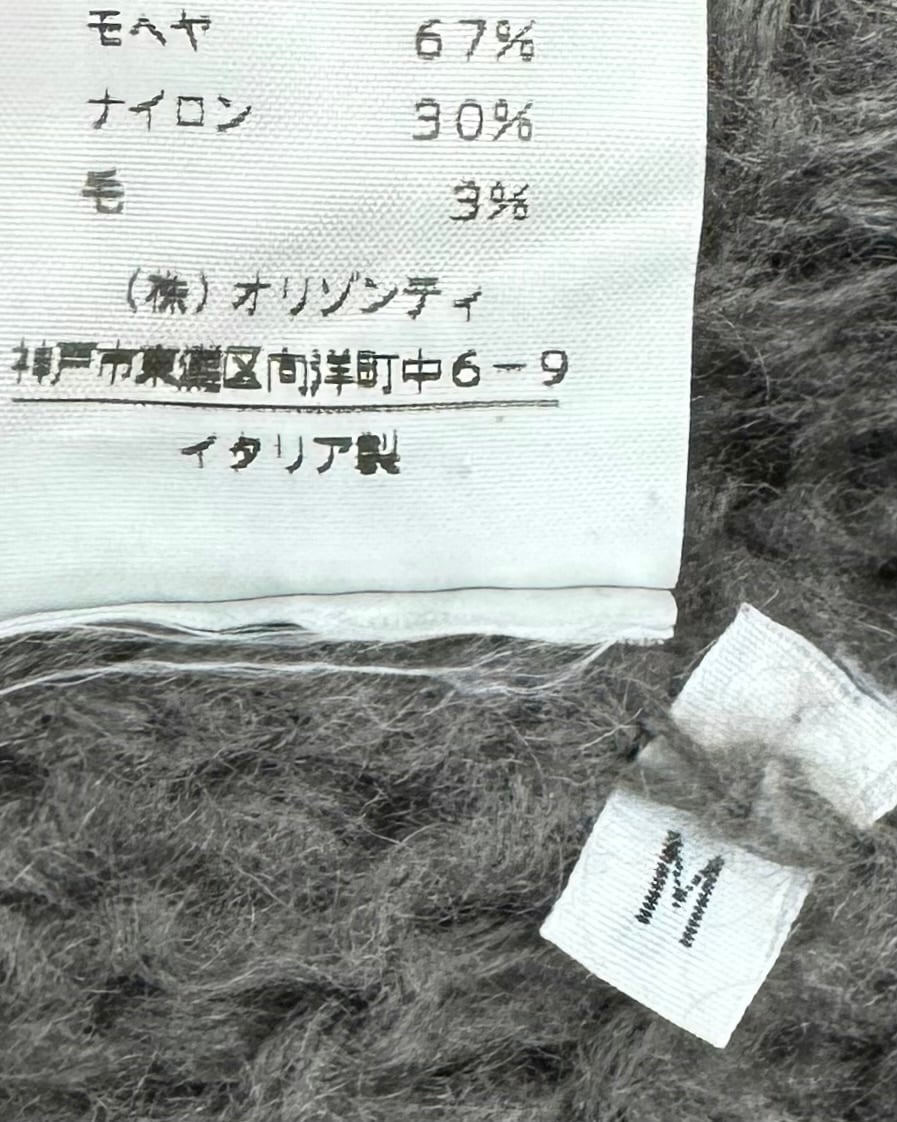 モヘヤ 67%
ナイロン 30%
毛 3%
(株)オリゾンティ
神戸市東灘区向洋町中6-9
イタリア製
M